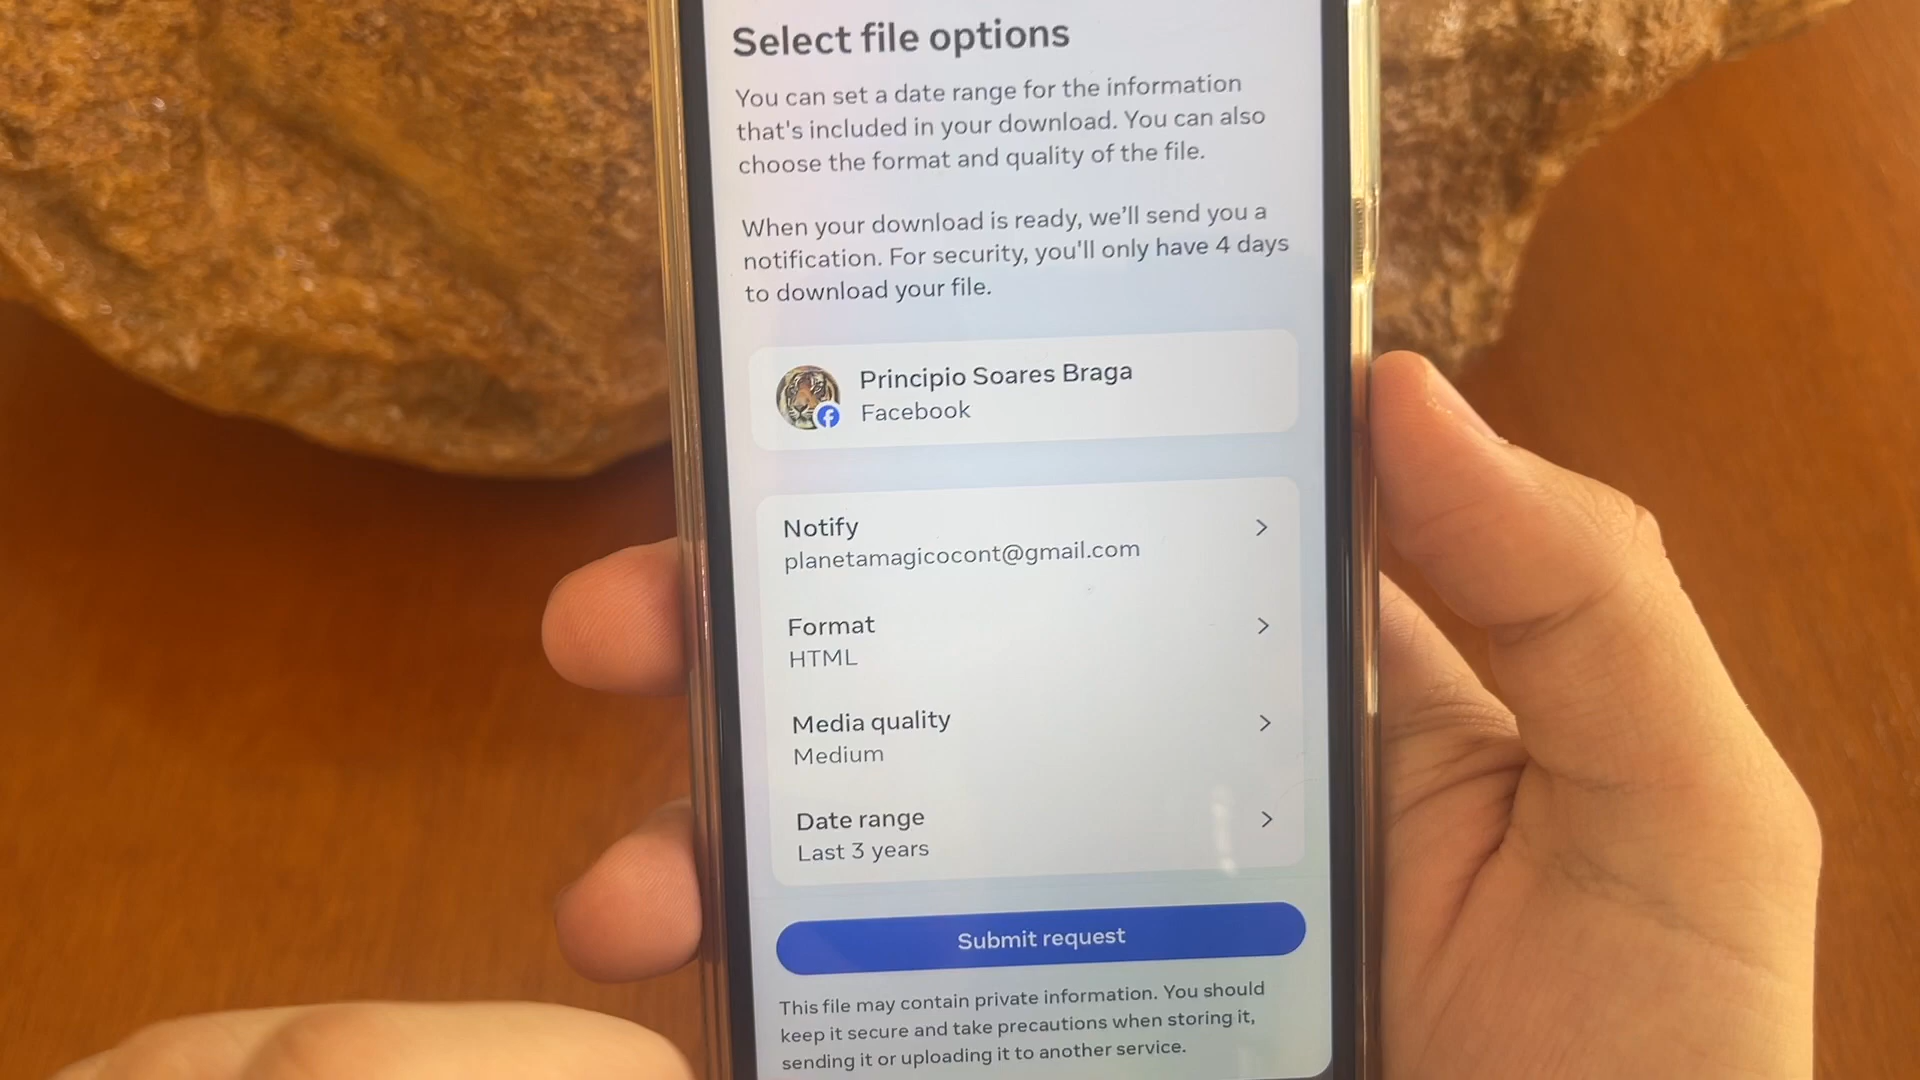 Select file options
You can set a date range for the information
that's included in your download. You can also
choose the format and quality of the file.
When your download is ready, we’ll send you a
notification. For security, you'll only have 4 days
to download your file.
Principio Soares Braga
Facebook
Notify
planetamagicocont@gmail.com
Format
HTML
Media quality
Medium
Date range
Last 3 years
Submit request
This file may contain private information. You should
keep it secure and take precautions when storing it,
sending it or uploading it to another service.